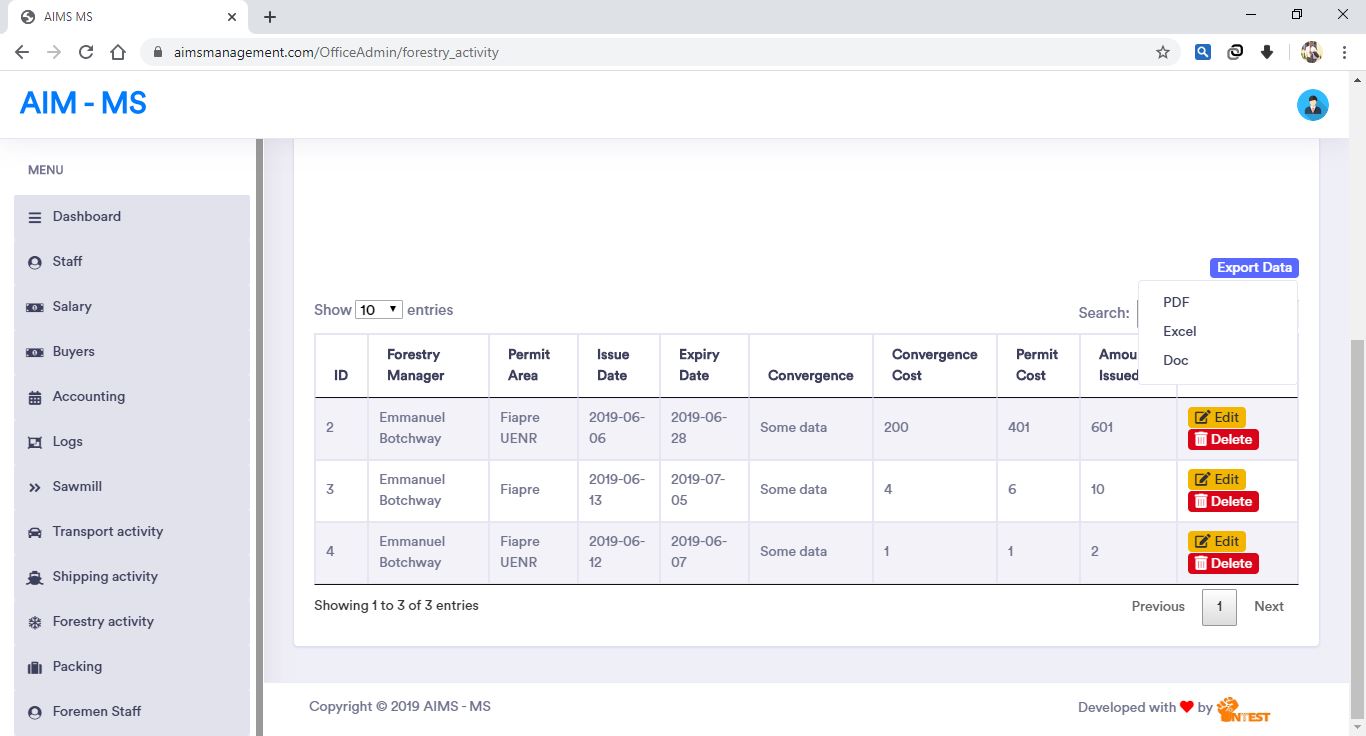 AIMS MS
aimsmanagement.com/OfficeAdmin/forestry_activity
AIM - MS
MENU
Dashboard
Staff
Salary
Buyers
Accounting
Logs
Sawmill
Transport activity
Shipping activity
Forestry activity
Packing
Foremen Staff
Export Data
PDF
Excel
Doc
Show 10 entries
Search:
ID Forestry Permit Issue Expiry Convergence Convergence Permit
Manager Area Date Date Cost Cost Issued
2 Emmanuel Fiapre 2019-06- 2019-06- Some data 200 401 601 Edit
Botchway UENR 06 28 Delete
3 Emmanuel Fiapre 2019-06- 2019-07- Some data 4 6 10 Edit
Botchway 13 05 Delete
4 Emmanuel Fiapre 2019-06- 2019-06- Some data 1 1 2 Edit
Botchway UENR 12 07 Delete
Showing 1 to 3 of 3 entries
Previous 1 Next
Copyright © 2019 AIMS - MS
Developed with ❤ by